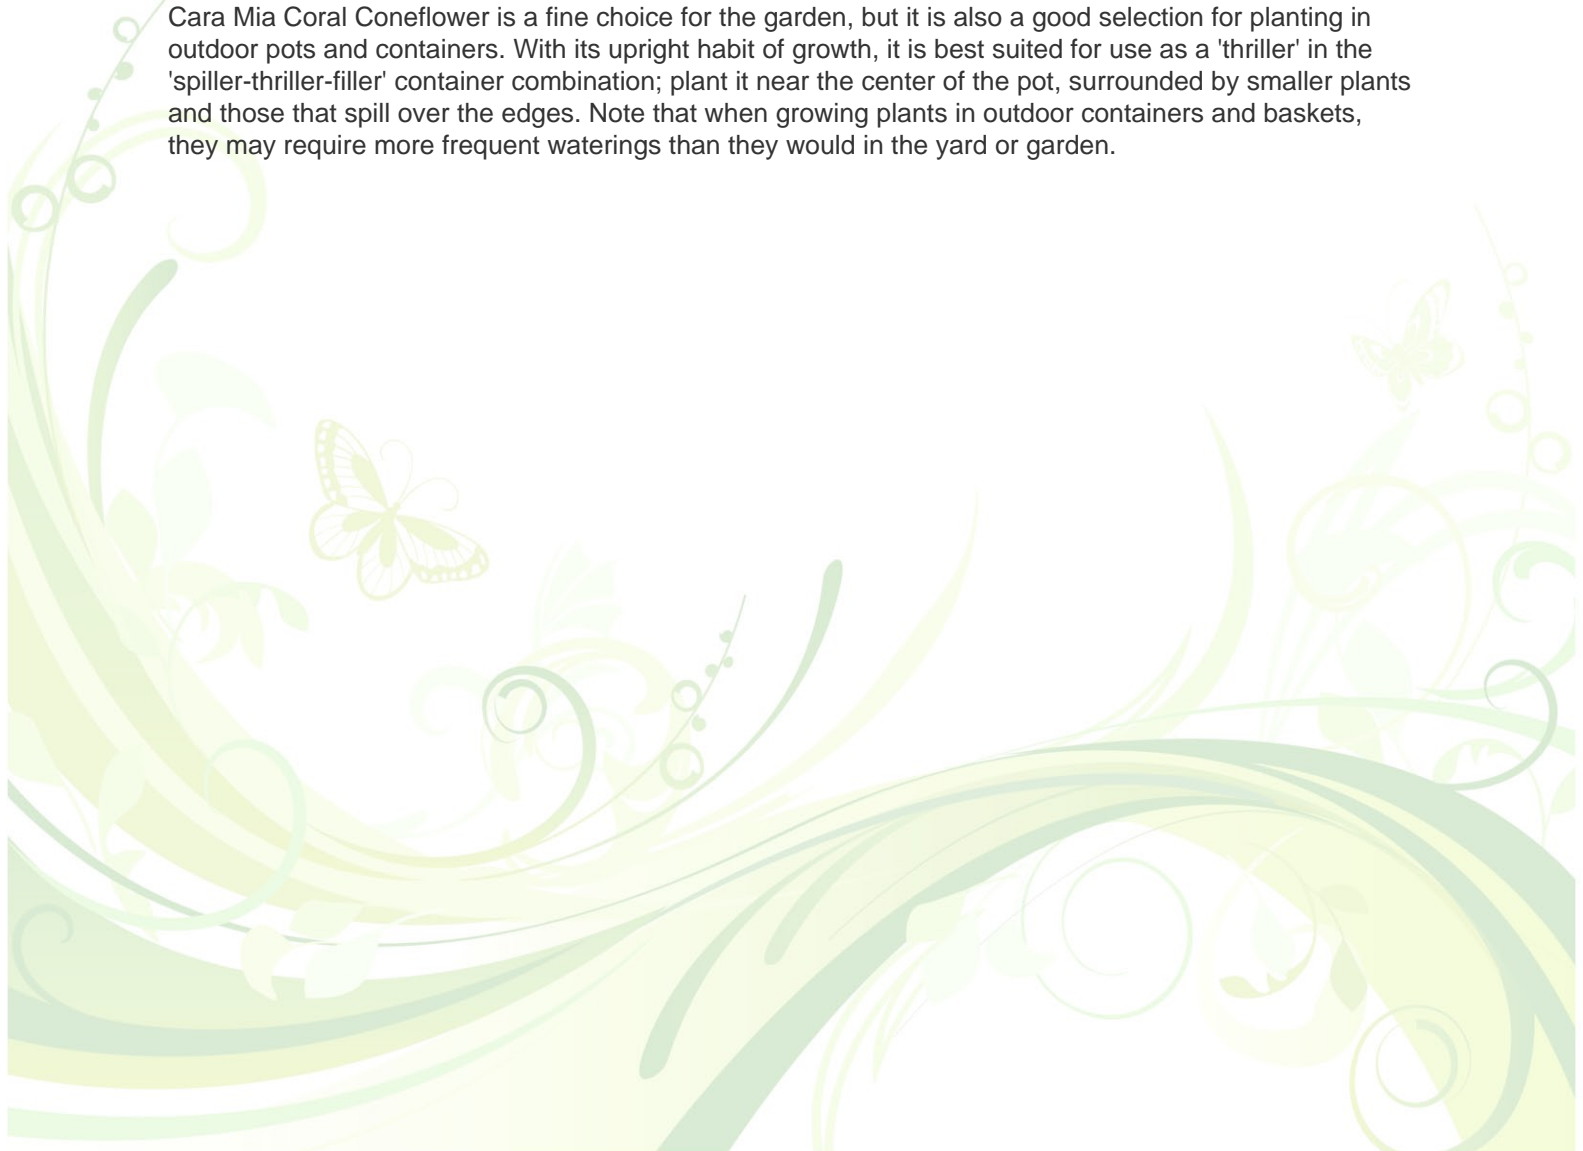 Cara Mia Coral Coneflower is a fine choice for the garden, but it is also a good selection for planting in
outdoor pots and containers. With its upright habit of growth, it is best suited for use as a 'thriller' in the
'spiller-thriller-filler' container combination; plant it near the center of the pot, surrounded by smaller plants
and those that spill over the edges. Note that when growing plants in outdoor containers and baskets,
they may require more frequent waterings than they would in the yard or garden.